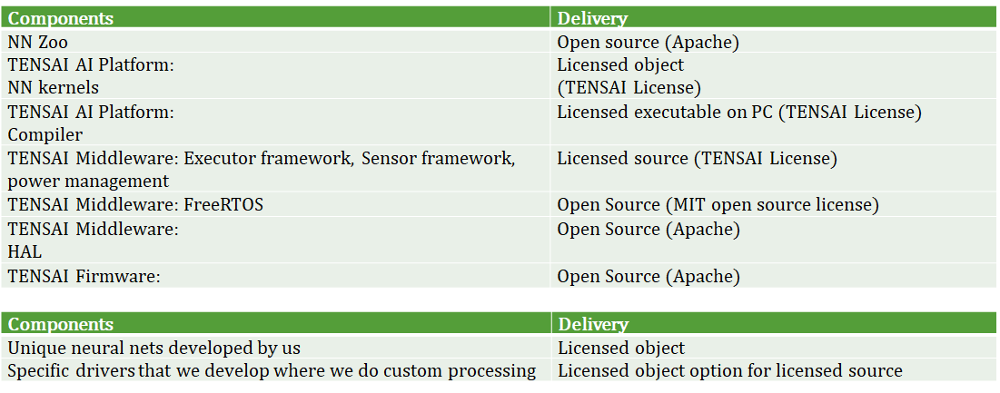 Components Delivery
NN Zoo Open source (Apache)
TENSAI AI Platform: Licensed object
NN kernels (TENSAI License)
TENSAI AI Platform: Licensed executable on PC (TENSAI License)
Compiler
TENSAI Middleware: Executor framework, Sensor framework, Licensed source (TENSAI License)
power management
TENSAI Middleware: FreeRTOS Open Source (MIT open source license)
TENSAI Middleware: Open Source (Apache)
HAL
TENSAI Firmware: Open Source (Apache)
Components Delivery
Unique neural nets developed by us Licensed object
Specific drivers that we develop where we do custom processing Licensed object option for licensed source